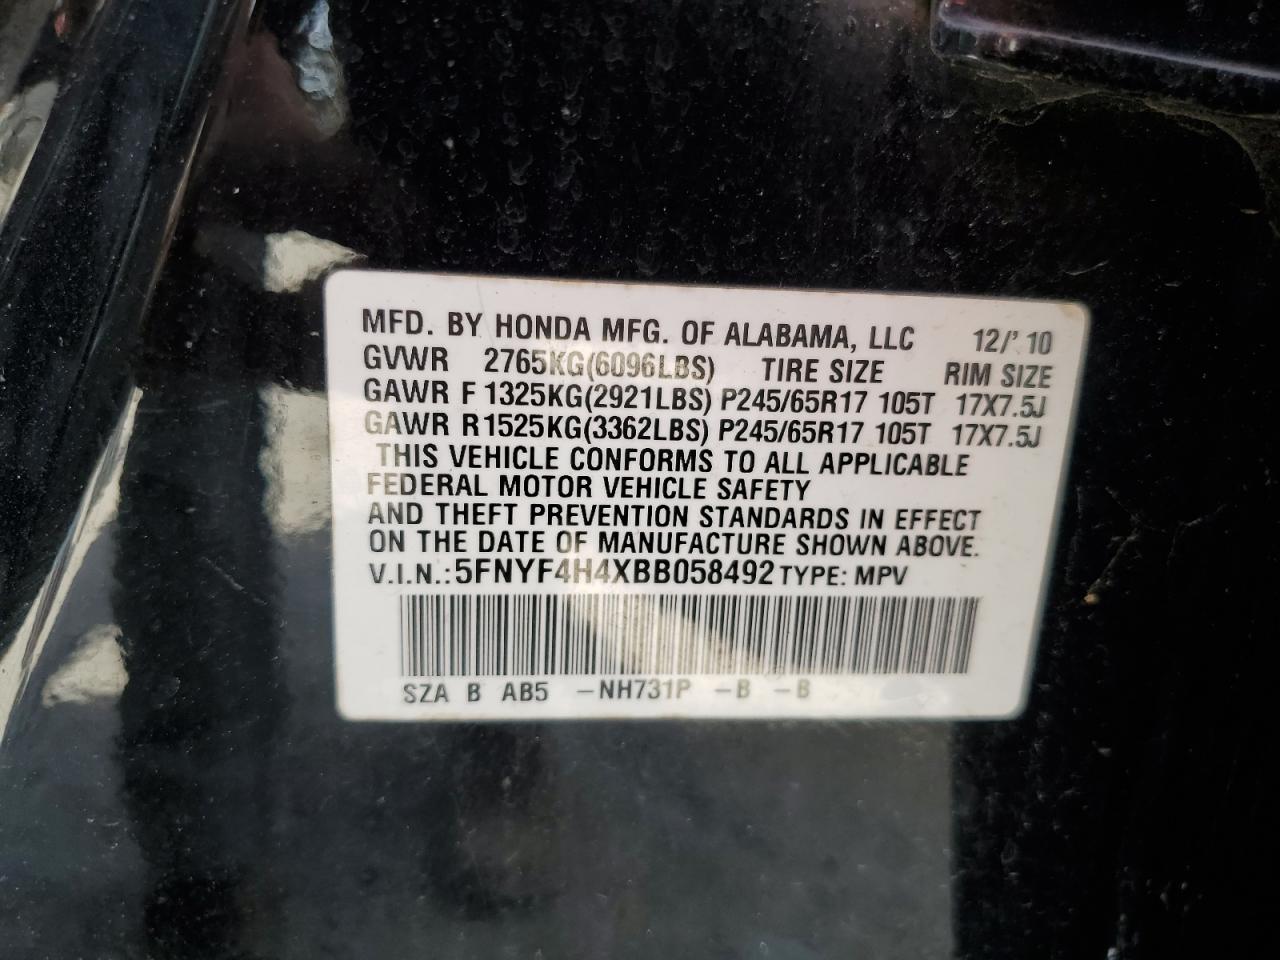 MFD. BY HONDA MFG. OF ALABAMA, LLC 12/'10
GVWR 2765KG(6096LBS) TIRE SIZE RIM SIZE
GAWR F 1325KG(2921LBS) P245/65R17 105T 17X7.5J
GAWR R1525KG(3362LBS) P245/65R17 105T 17X7.5J
THIS VEHICLE CONFORMS TO ALL APPLICABLE
FEDERAL MOTOR VEHICLE SAFETY
AND THEFT PREVENTION STANDARDS IN EFFECT
ON THE DATE OF MANUFACTURE SHOWN ABOVE.
V.I.N.:5FNYF4H4XBB058492 TYPE: MPV
SZA B AB5 -NH731P -B -B